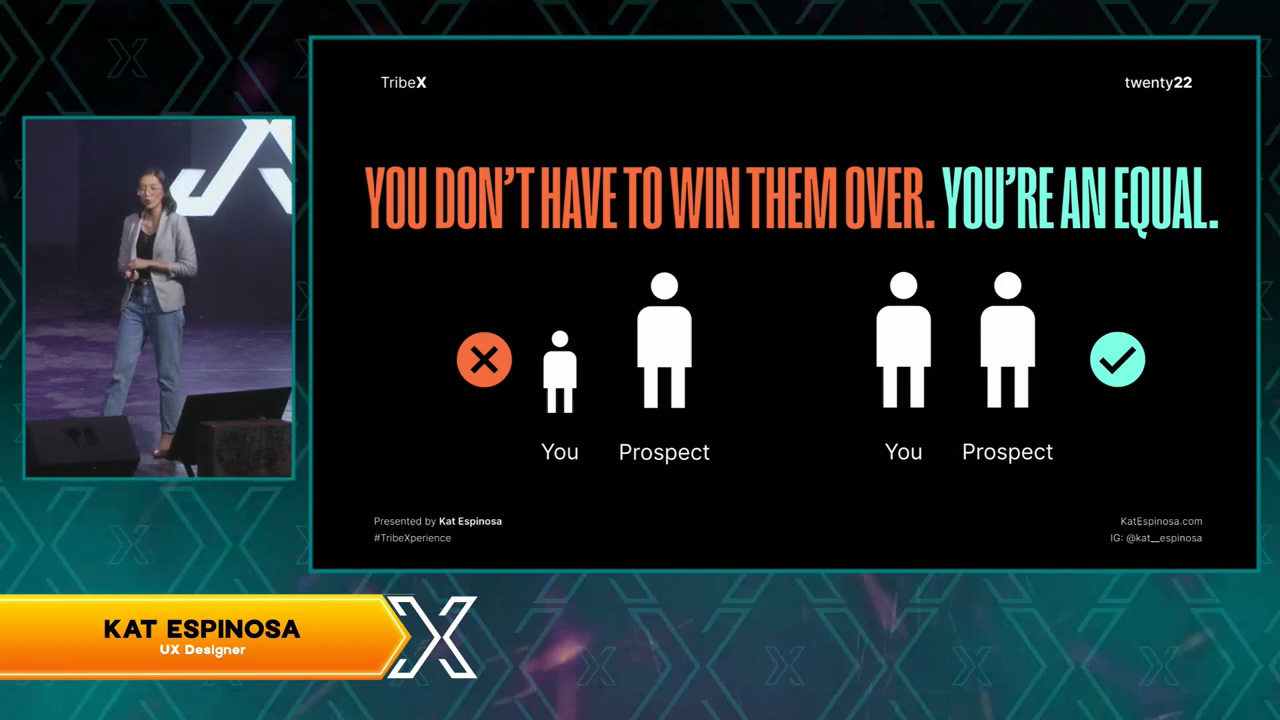 TribeX
twenty22
YOU DON'T HAVE TO WIN THEM OVER. YOU'RE AN EQUAL.
You
Prospect
You
Prospect
Presented by Kat Espinosa
#TribeXperience
KatEspinosa.com
IG: @kat__espinosa
KAT ESPINOSA
UX Designer
X